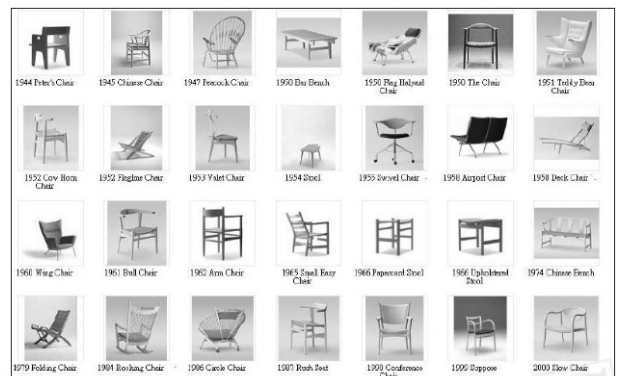 1944 Peter's Chair
1945 Chinese Chair
1947 Peacock Chair
1950 Bar Bench
1950 Flag Halyard
Chair
1950 The Chair
1951 Teddy Bear
Chair
1952 Cow Horn
Chair
1952 Flagline Chair
1953 Valet Chair
1954 Stool
1955 Swivel Chair
1958 Airport Chair
1958 Deck Chair
1960 Wing Chair
1961 Bull Chair
1962 Arm Chair
1965 Small Easy
Chair
1966 Papercord Stool
1966 Upholstered
Stool
1974 Chinese Bench
1979 Folding Chair
1984 Rocking Chair
1986 Circle Chair
1987 Rush Seat
1990 Conference
Chair
1999 Suppose
2000 Slow Chair